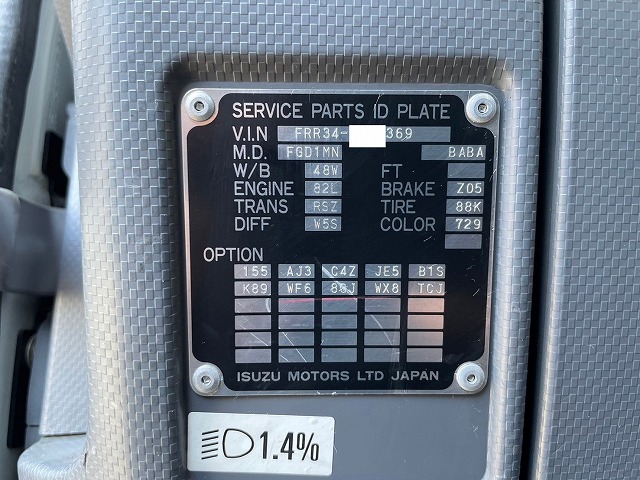 SERVICE PARTS ID PLATE
V.I.N FRR34- 369
M.D. FGD1MN BABA
W/B 48W FT
ENGINE 82L BRAKE Z05
TRANS RSZ TIRE 88K
DIFF W5S COLOR 729
OPTION
155 AJ3 C4Z JE5 B1S
K89 WF6 WX8 TCJ
ISUZU MOTORS LTD JAPAN
1.4%